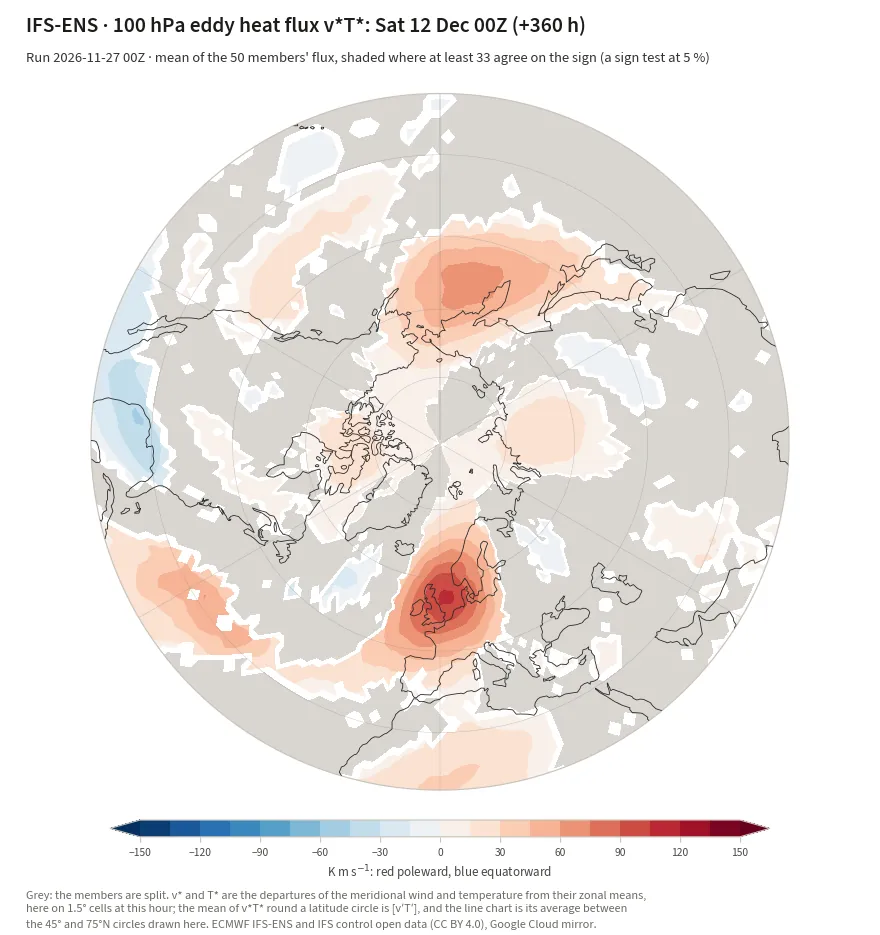 IFS-ENS · 100 hPa eddy heat flux v*T*: Sat 12 Dec 00Z (+360 h)
Run 2026-11-27 00Z · mean of the 50 members' flux, shaded where at least 33 agree on the sign (a sign test at 5 %)
−150 −120 −90 −60 −30 0 30 60 90 120 150
K m s⁻¹: red poleward, blue equatorward
Grey: the members are split. v* and T* are the departures of the meridional wind and temperature from their zonal means,
here on 1.5° cells at this hour; the mean of v*T* round a latitude circle is [v′T′], and the line chart is its average between
the 45° and 75°N circles drawn here. ECMWF IFS-ENS and IFS control open data (CC BY 4.0), Google Cloud mirror.